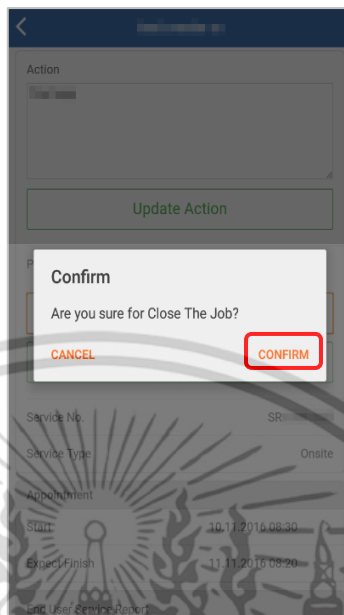 Action
Update Action
P
Confirm
Are you sure for Close The Job?
CANCEL
CONFIRM
Service No.
SR
Service Type
Onsite
Appointment
Start
10.11.2016 08:30
Expect Finish
11.11.2016 08:20
End User Service Report